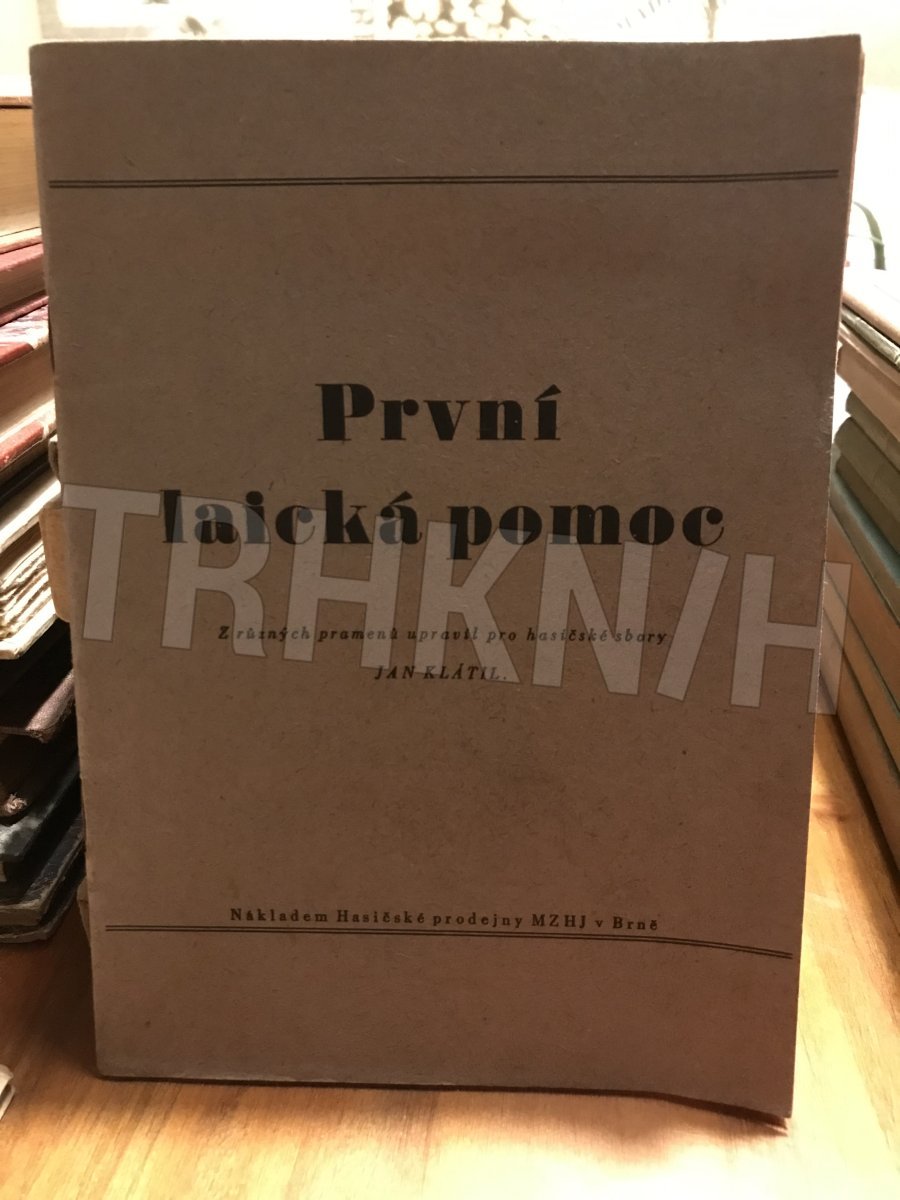 První
laická pomoc
Z různých pramenů upravil pro hasičské sbory
JAN KLÁTIL.
Nákladem Hasičské prodejny MZHJ v Brně
TRHKNIH